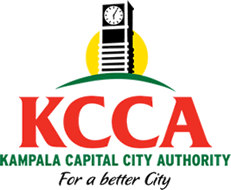 KCCA
KAMPALA CAPITAL CITY AUTHORITY
For a better City